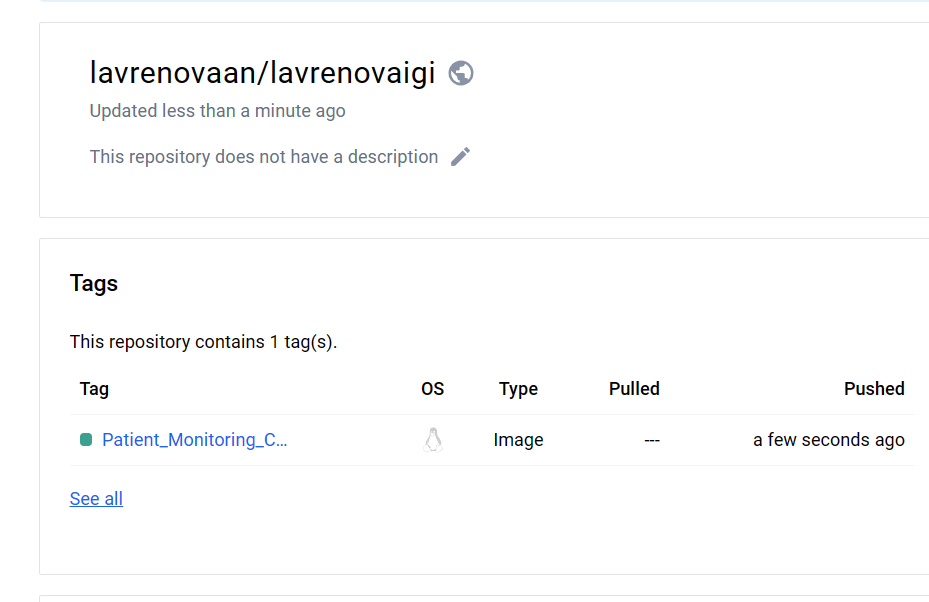 lavrenovaan/lavrenovaigi
Updated less than a minute ago
This repository does not have a description
Tags
This repository contains 1 tag(s).
Tag OS Type Pulled Pushed
Patient_Monitoring_C... Image --- a few seconds ago
See all